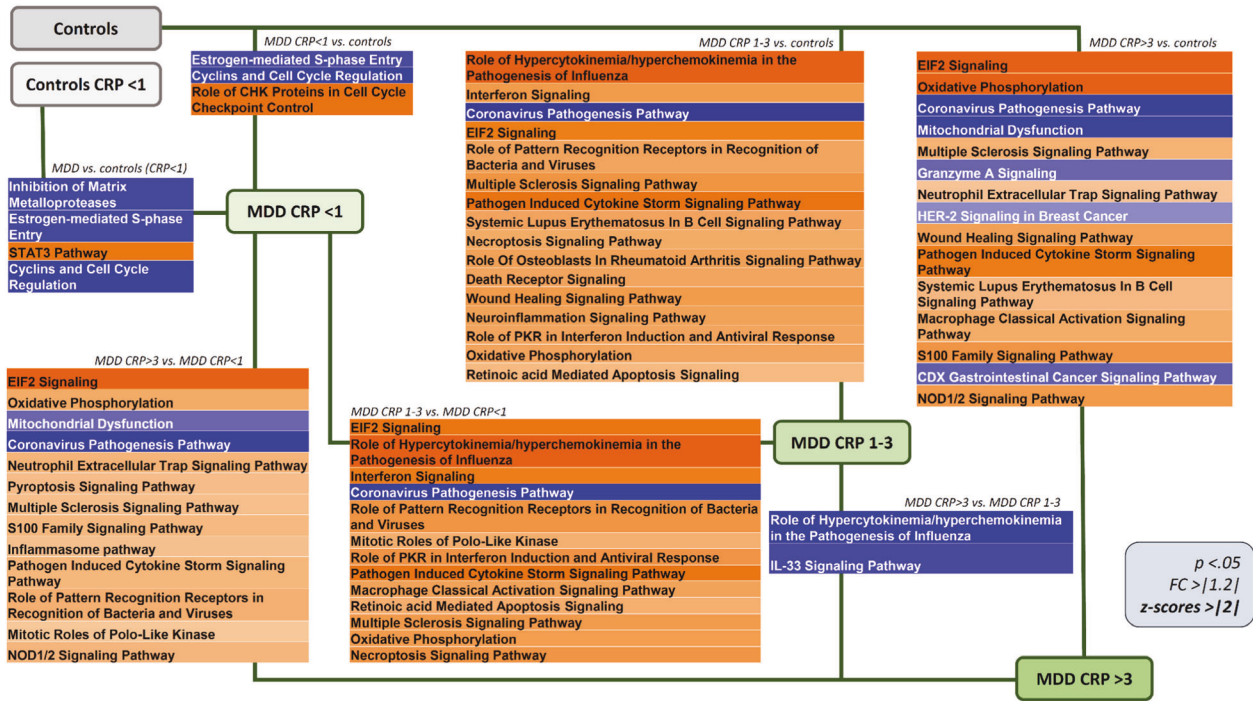 Controls
Controls CRP <1
MDD CRP<1 vs. controls
Estrogen-mediated S-phase Entry
Cyclins and Cell Cycle Regulation
Role of CHK Proteins in Cell Cycle
Checkpoint Control
MDD vs. controls (CRP<1)
Inhibition of Matrix
Metalloproteases
Estrogen-mediated S-phase
Entry
STAT3 Pathway
Cyclins and Cell Cycle
Regulation
MDD CRP <1
MDD CRP 1-3 vs. controls
Role of Hypercytokinemia/hyperchemokinemia in the
Pathogenesis of Influenza
Interferon Signaling
Coronavirus Pathogenesis Pathway
EIF2 Signaling
Role of Pattern Recognition Receptors in Recognition of
Bacteria and Viruses
Multiple Sclerosis Signaling Pathway
Pathogen Induced Cytokine Storm Signaling Pathway
Systemic Lupus Erythematosus In B Cell Signaling Pathway
Necroptosis Signaling Pathway
Role Of Osteoblasts In Rheumatoid Arthritis Signaling Pathway
Death Receptor Signaling
Wound Healing Signaling Pathway
Neuroinflammation Signaling Pathway
Role of PKR in Interferon Induction and Antiviral Response
Oxidative Phosphorylation
Retinoic acid Mediated Apoptosis Signaling
MDD CRP>3 vs. controls
EIF2 Signaling
Oxidative Phosphorylation
Coronavirus Pathogenesis Pathway
Mitochondrial Dysfunction
Multiple Sclerosis Signaling Pathway
Granzyme A Signaling
Neutrophil Extracellular Trap Signaling Pathway
HER-2 Signaling in Breast Cancer
Wound Healing Signaling Pathway
Pathogen Induced Cytokine Storm Signaling
Pathway
Systemic Lupus Erythematosus In B Cell
Signaling Pathway
Macrophage Classical Activation Signaling
Pathway
S100 Family Signaling Pathway
CDX Gastrointestinal Cancer Signaling Pathway
NOD1/2 Signaling Pathway
MDD CRP>3 vs. MDD CRP<1
EIF2 Signaling
Oxidative Phosphorylation
Mitochondrial Dysfunction
Coronavirus Pathogenesis Pathway
Neutrophil Extracellular Trap Signaling Pathway
Pyroptosis Signaling Pathway
Multiple Sclerosis Signaling Pathway
S100 Family Signaling Pathway
Inflammasome pathway
Pathogen Induced Cytokine Storm Signaling
Pathway
Role of Pattern Recognition Receptors in
Recognition of Bacteria and Viruses
Mitotic Roles of Polo-Like Kinase
NOD1/2 Signaling Pathway
MDD CRP 1-3 vs. MDD CRP<1
EIF2 Signaling
Role of Hypercytokinemia/hyperchemokinemia in the
Pathogenesis of Influenza
Interferon Signaling
Coronavirus Pathogenesis Pathway
Role of Pattern Recognition Receptors in Recognition of Bacteria
and Viruses
Mitotic Roles of Polo-Like Kinase
Role of PKR in Interferon Induction and Antiviral Response
Pathogen Induced Cytokine Storm Signaling Pathway
Macrophage Classical Activation Signaling Pathway
Retinoic acid Mediated Apoptosis Signaling
Multiple Sclerosis Signaling Pathway
Oxidative Phosphorylation
Necroptosis Signaling Pathway
MDD CRP 1-3
MDD CRP>3 vs. MDD CRP 1-3
Role of Hypercytokinemia/hyperchemokinemia
in the Pathogenesis of Influenza
IL-33 Signaling Pathway
p <.05
FC >|1.2|
z-scores >|2|
MDD CRP >3